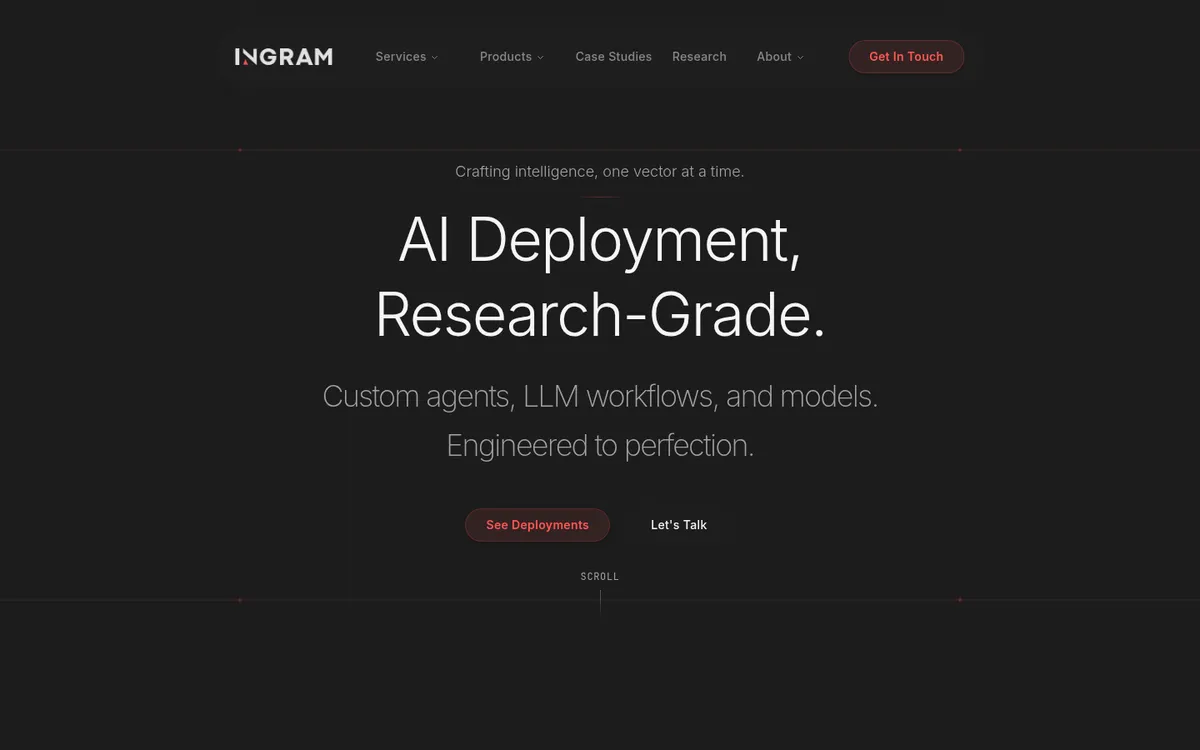 INGRAM
Services
Products
Case Studies
Research
About
Get In Touch
Crafting intelligence, one vector at a time.
AI Deployment,
Research-Grade.
Custom agents, LLM workflows, and models.
Engineered to perfection.
See Deployments
Let's Talk
SCROLL